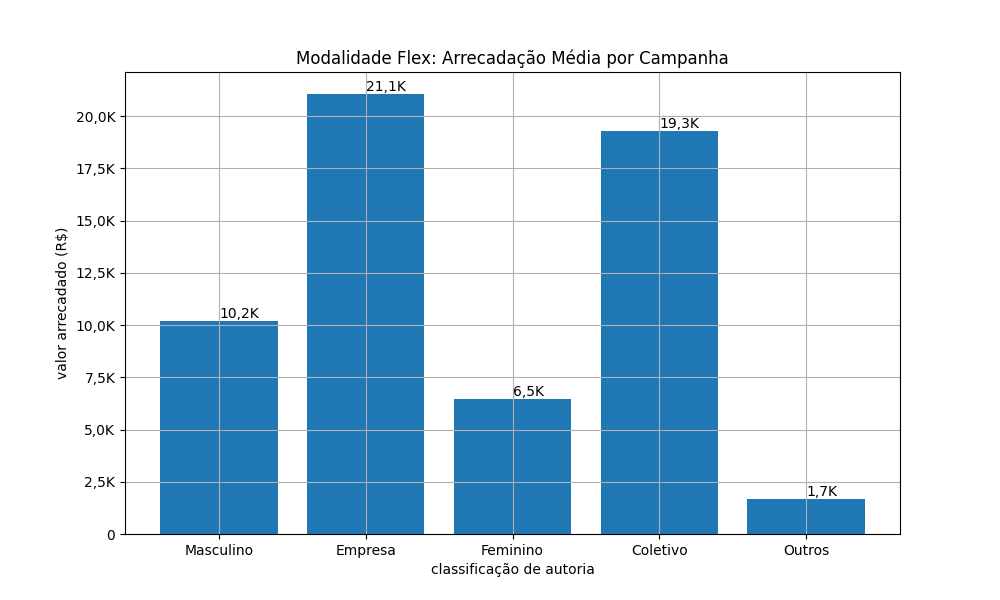 Modalidade Flex: Arrecadação Média por Campanha
valor arrecadado (R$)
20,0K
17,5K
15,0K
12,5K
10,0K
7,5K
5,0K
2,5K
0
10,2K
21,1K
6,5K
19,3K
1,7K
Masculino
Empresa
Feminino
Coletivo
Outros
classificação de autoria